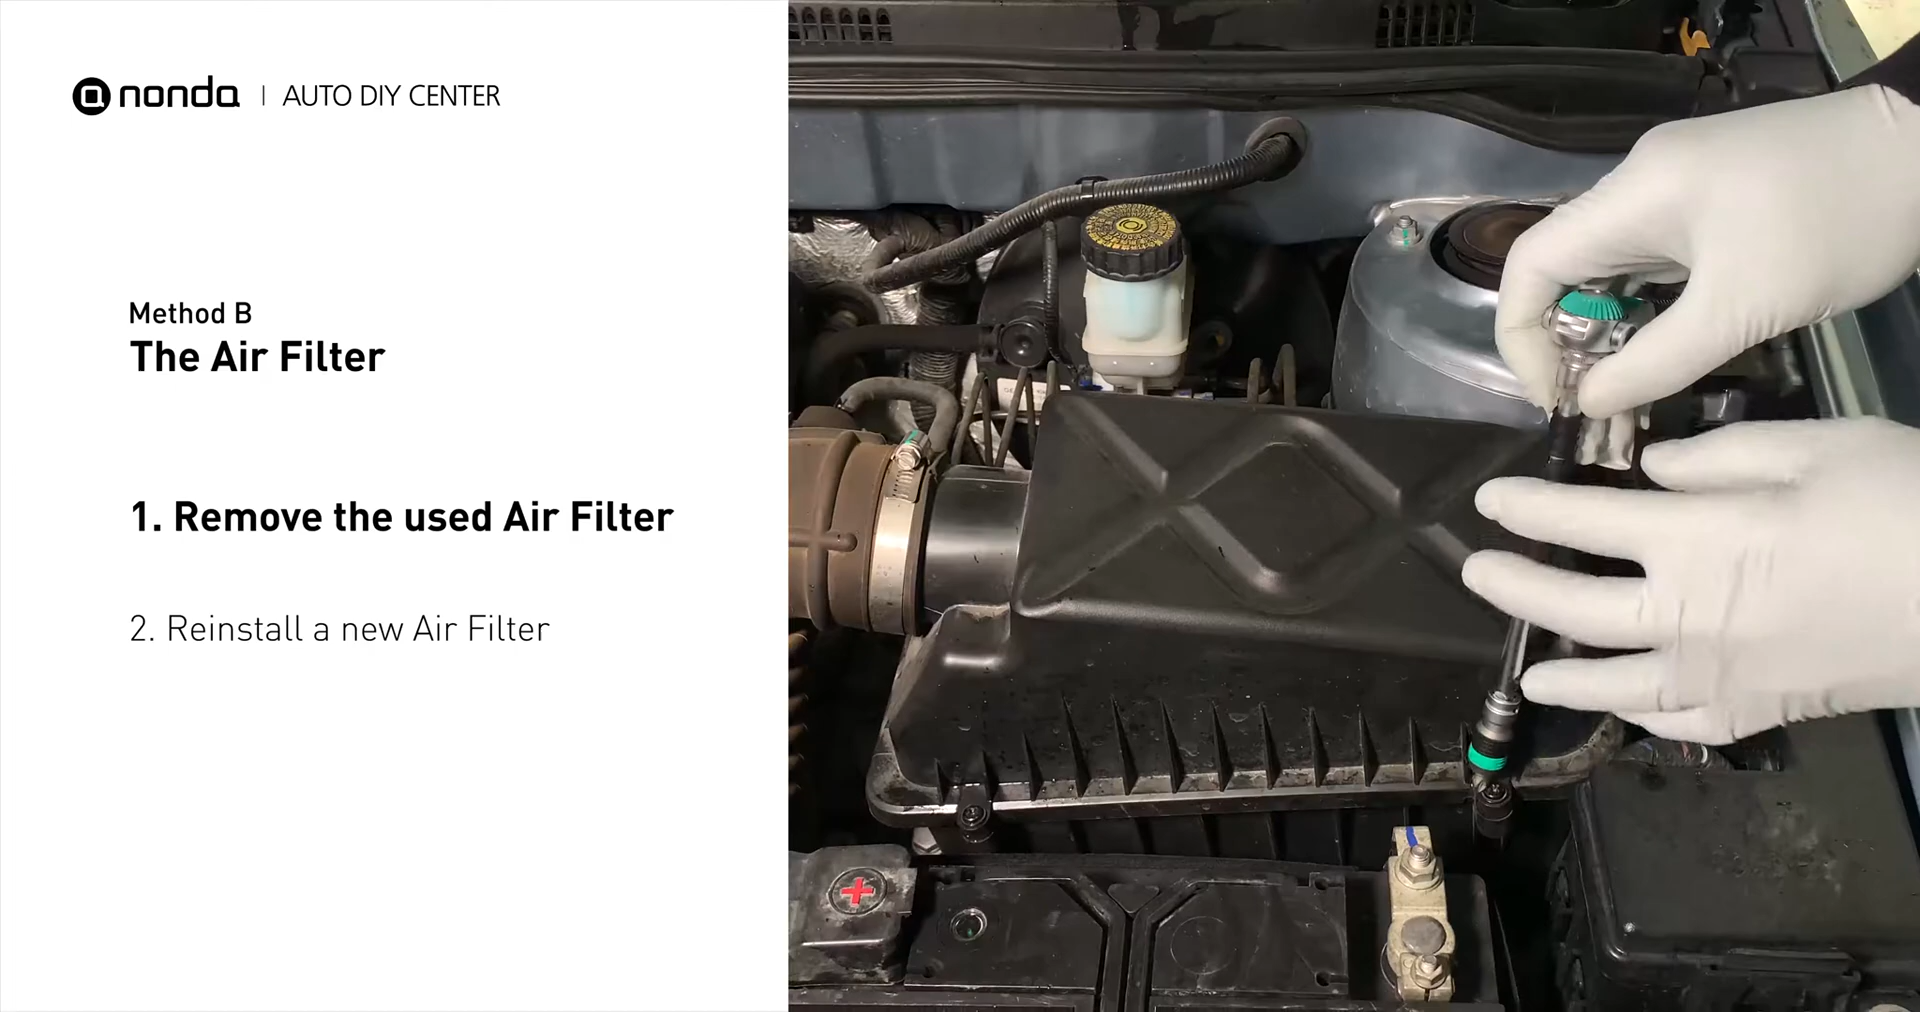 nonda | AUTO DIY CENTER
Method B
The Air Filter
1. Remove the used Air Filter
2. Reinstall a new Air Filter